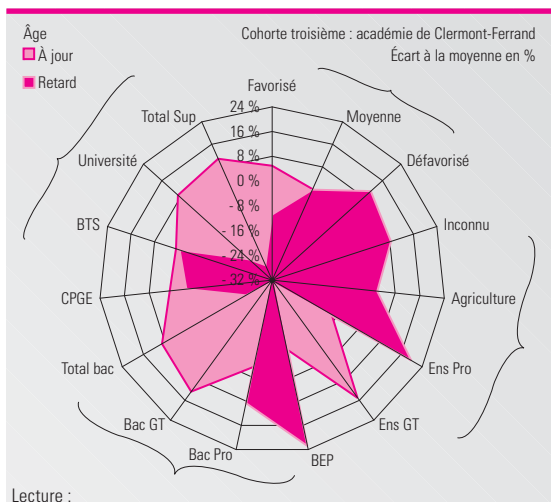 Âge
À jour
Retard
Cohorte troisième : académie de Clermont-Ferrand
Écart à la moyenne en %
Favorisé
Moyenne
Défavorisé
Inconnu
Agriculture
Ens Pro
Ens GT
BEP
Bac Pro
Bac GT
Total bac
CPGE
BTS
Université
Total Sup
24 %
16 %
8 %
0 %
- 8 %
- 16 %
- 24 %
- 32 %
Lecture :